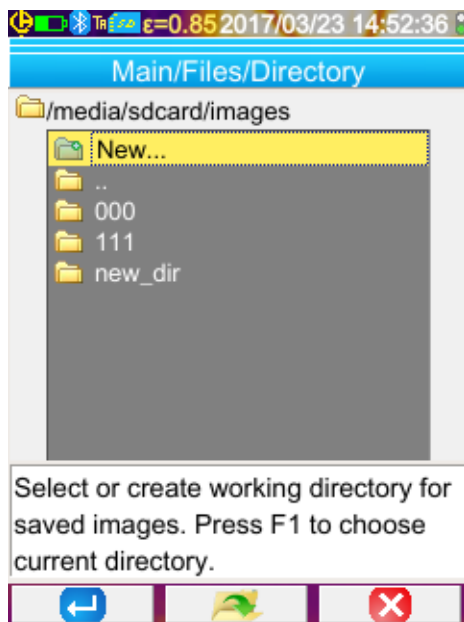 ε=0.85 2017/03/23 14:52:36
Main/Files/Directory
/media/sdcard/images
New...
..
000
111
new_dir
Select or create working directory for
saved images. Press F1 to choose
current directory.